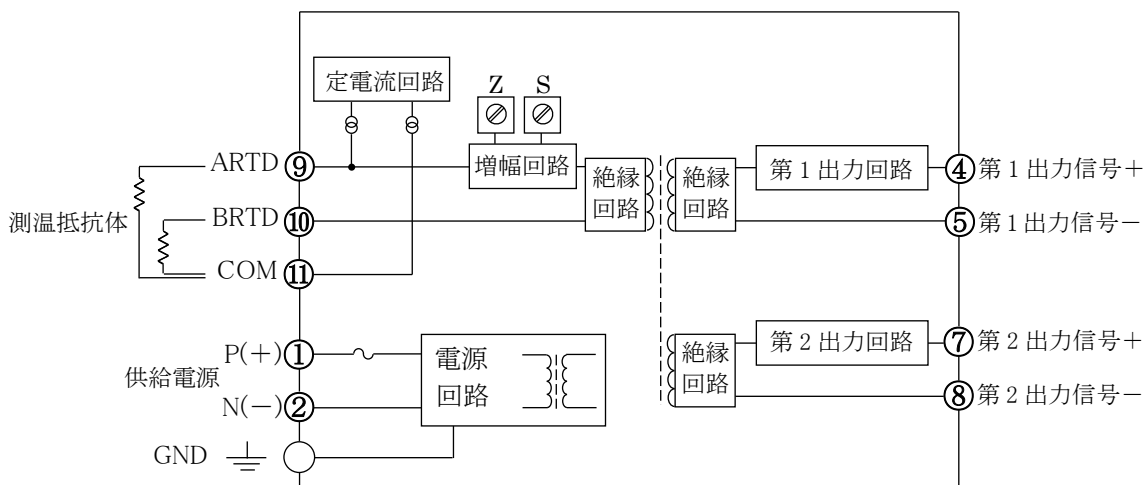 定電流回路
Z
S
ARTD
⑨
増幅回路
絶縁
回路
絶縁
回路
第1出力回路
④
第1出力信号＋
測温抵抗体
BRTD
⑩
⑤
第1出力信号－
COM
⑪
供給電源
P(＋)
①
電源
回路
絶縁
回路
第2出力回路
⑦
第2出力信号＋
N(－)
②
⑧
第2出力信号－
GND